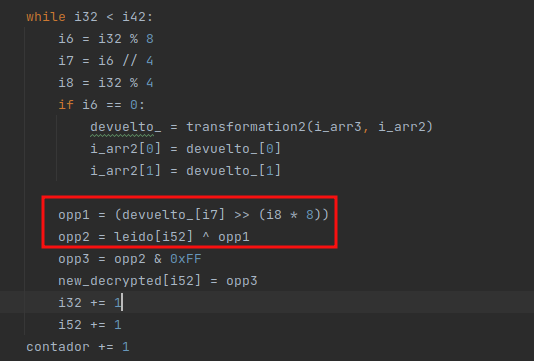 while i32 < i42:
    i6 = i32 % 8
    i7 = i6 // 4
    i8 = i32 % 4
    if i6 == 0:
        devuelto_ = transformation2(i_arr3, i_arr2)
        i_arr2[0] = devuelto_[0]
        i_arr2[1] = devuelto_[1]
    opp1 = (devuelto_[i7] >> (i8 * 8))
    opp2 = leido[i52] ^ opp1
    opp3 = opp2 & 0xFF
    new_decrypted[i52] = opp3
    i32 += 1
    i52 += 1
contador += 1